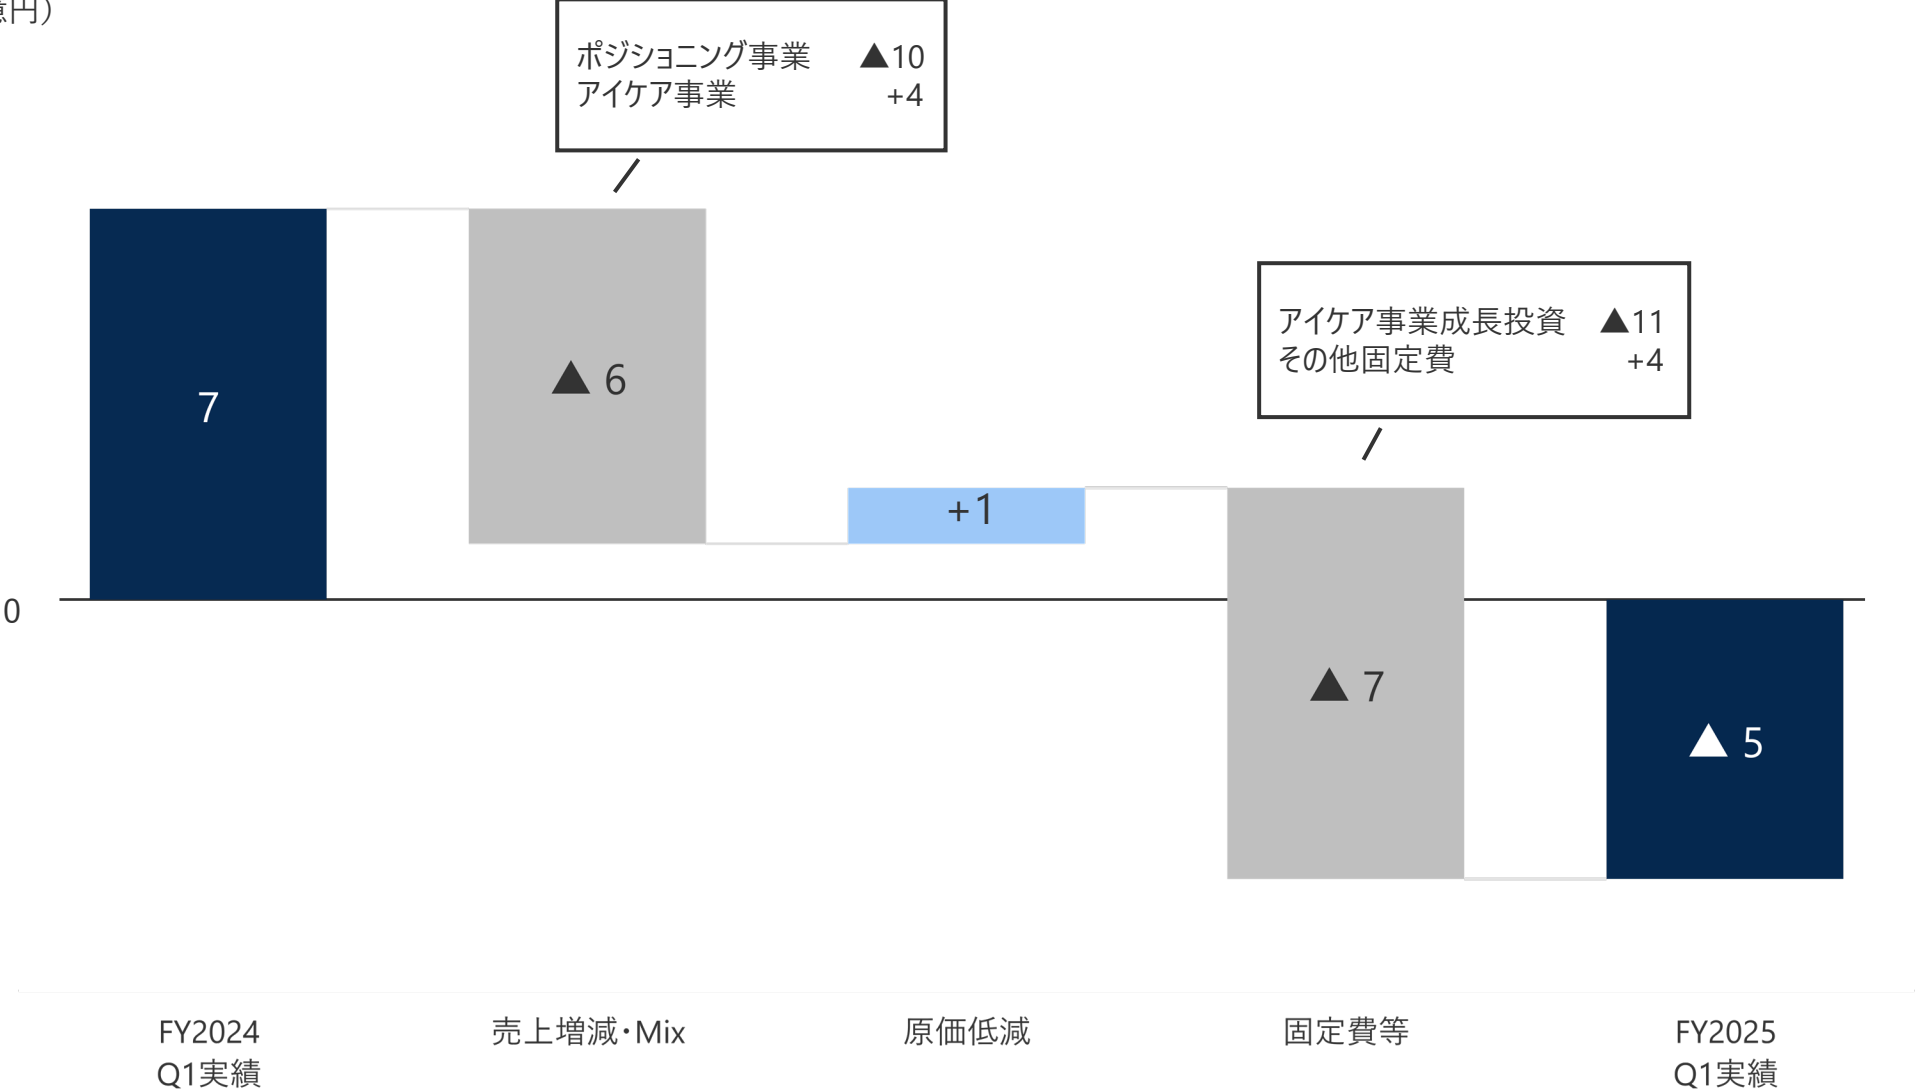 億円）
ポジショニング事業 ▲10
アイケア事業 +4
アイケア事業成長投資 ▲11
その他固定費 +4
7
▲ 6
+1
▲ 7
▲ 5
0
FY2024
Q1実績
売上増減・Mix
原価低減
固定費等
FY2025
Q1実績